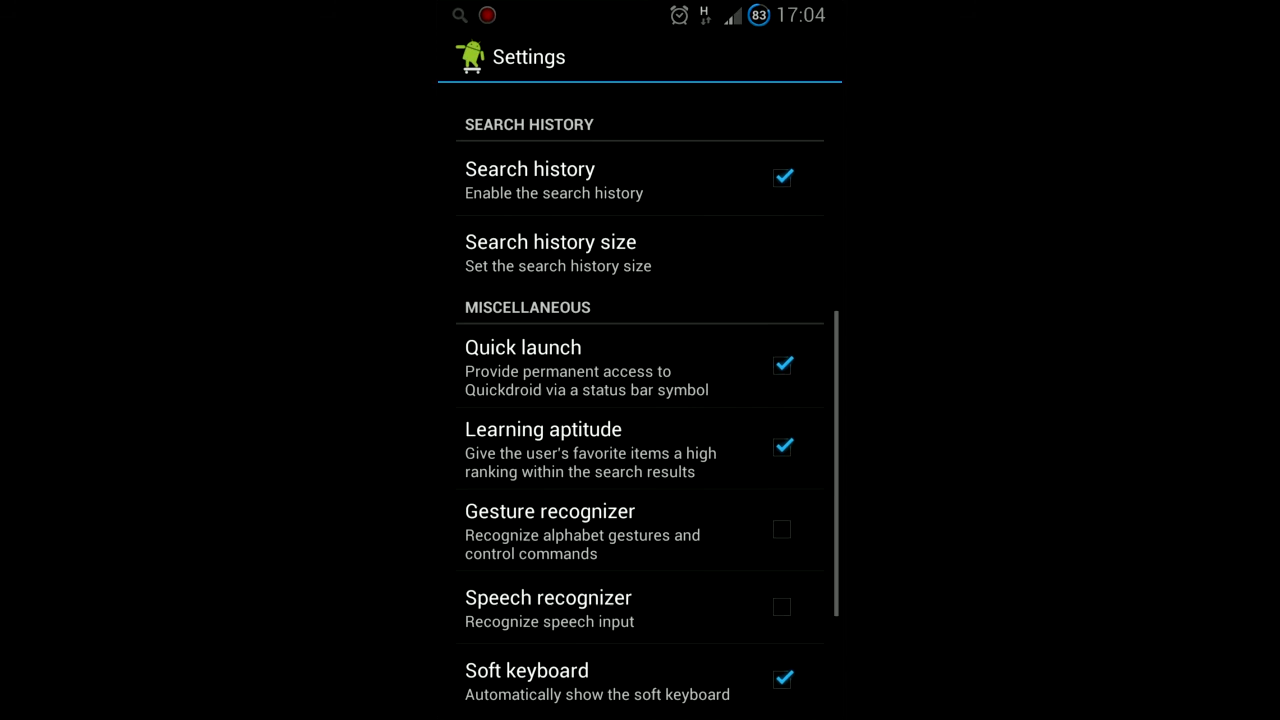 H 83 17:04
Settings
SEARCH HISTORY
Search history
Enable the search history
Search history size
Set the search history size
MISCELLANEOUS
Quick launch
Provide permanent access to
Quickdroid via a status bar symbol
Learning aptitude
Give the user's favorite items a high
ranking within the search results
Gesture recognizer
Recognize alphabet gestures and
control commands
Speech recognizer
Recognize speech input
Soft keyboard
Automatically show the soft keyboard